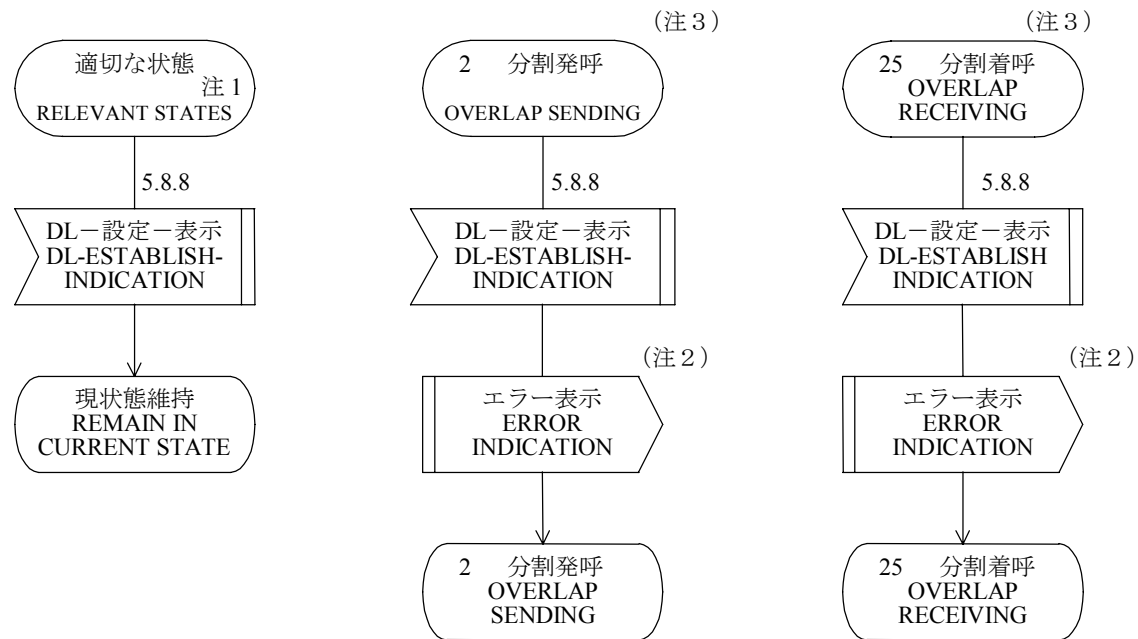 適切な状態
注1
RELEVANT STATES
5.8.8
DL-設定-表示
DL-ESTABLISH-
INDICATION
現状態維持
REMAIN IN
CURRENT STATE
(注3)
2 分割発呼
OVERLAP SENDING
5.8.8
DL-設定-表示
DL-ESTABLISH-
INDICATION
(注2)
エラー表示
ERROR
INDICATION
2 分割発呼
OVERLAP
SENDING
(注3)
25 分割着呼
OVERLAP
RECEIVING
5.8.8
DL-設定-表示
DL-ESTABLISH
INDICATION
(注2)
エラー表示
ERROR
INDICATION
25 分割着呼
OVERLAP
RECEIVING